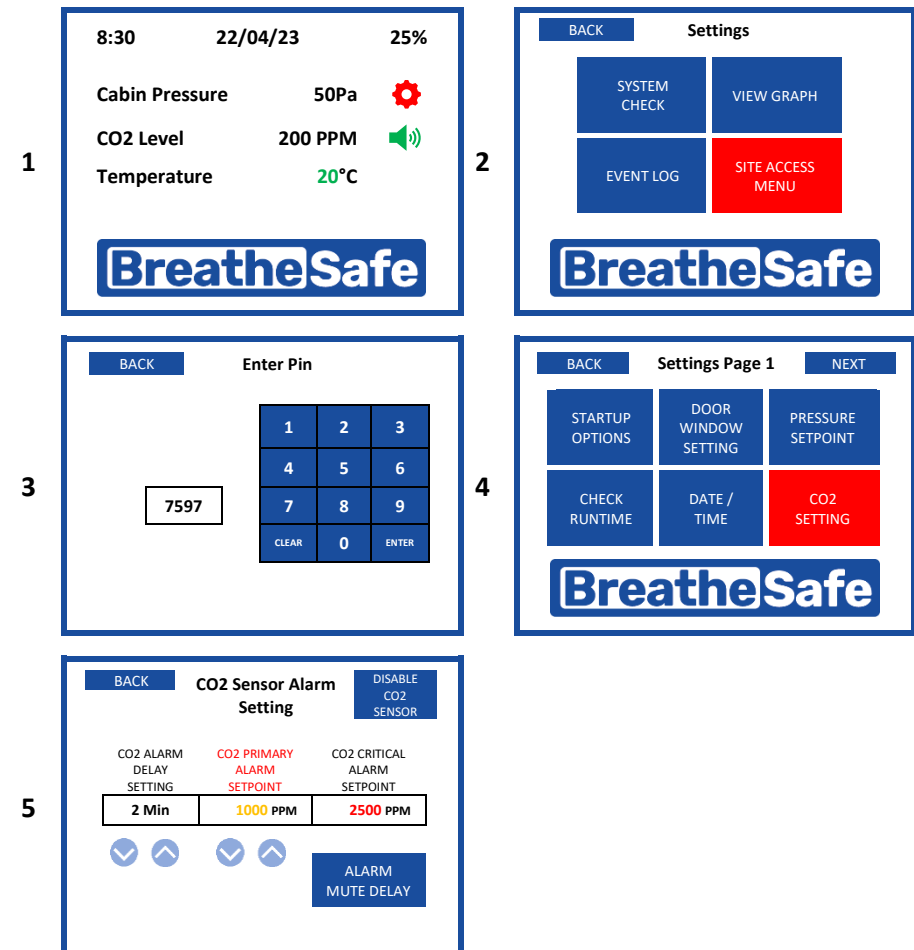 1
8:30 22/04/23 25%
Cabin Pressure 50Pa
CO2 Level 200 PPM
Temperature 20°C
BreatheSafe
2
BACK Settings
SYSTEM
CHECK
VIEW GRAPH
EVENT LOG
SITE ACCESS
MENU
BreatheSafe
3
BACK Enter Pin
7597
1 2 3
4 5 6
7 8 9
CLEAR 0 ENTER
4
BACK Settings Page 1 NEXT
STARTUP
OPTIONS
DOOR
WINDOW
SETTING
PRESSURE
SETPOINT
CHECK
RUNTIME
DATE /
TIME
CO2
SETTING
BreatheSafe
5
BACK
CO2 Sensor Alarm
Setting
DISABLE
CO2
SENSOR
CO2 ALARM
DELAY
SETTING
CO2 PRIMARY
ALARM
SETPOINT
CO2 CRITICAL
ALARM
SETPOINT
2 Min 1000 PPM 2500 PPM
ALARM
MUTE DELAY